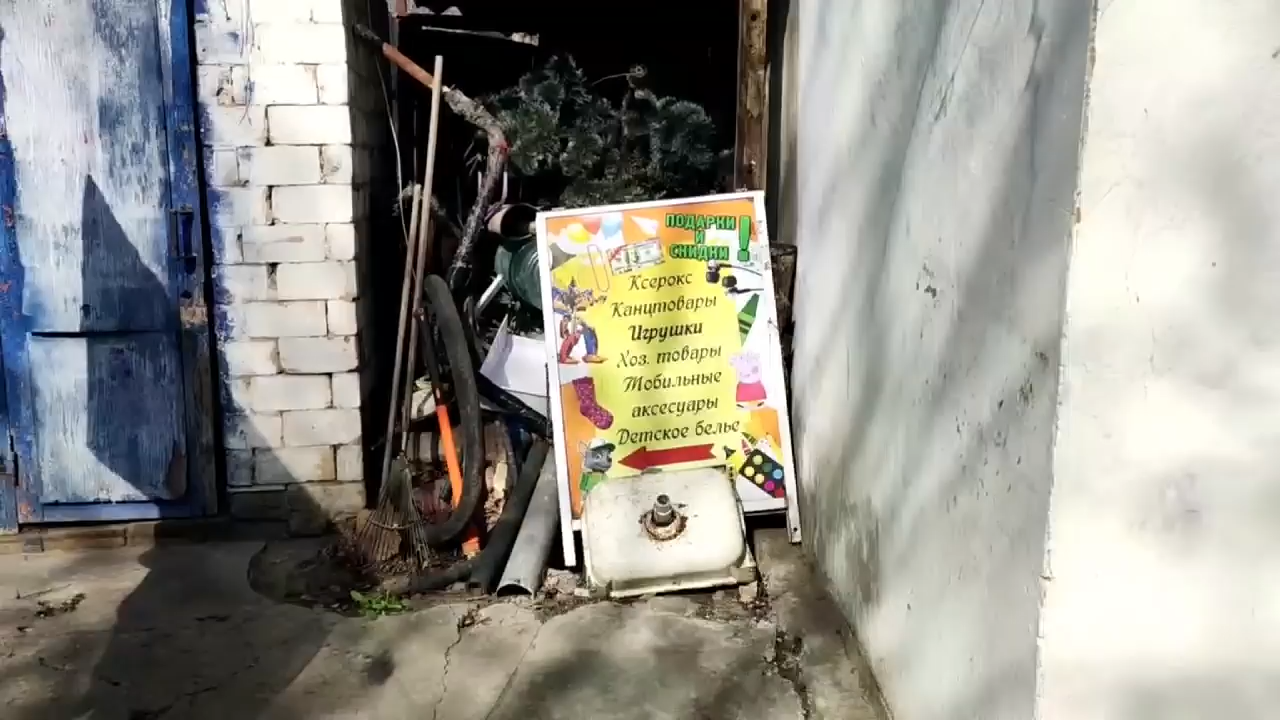 ПОДАРКИ
И
СКИДКИ !
Ксерокс
Канцтовары
Игрушки
Хоз. товары
Мобильные
аксесуары
Детское белье